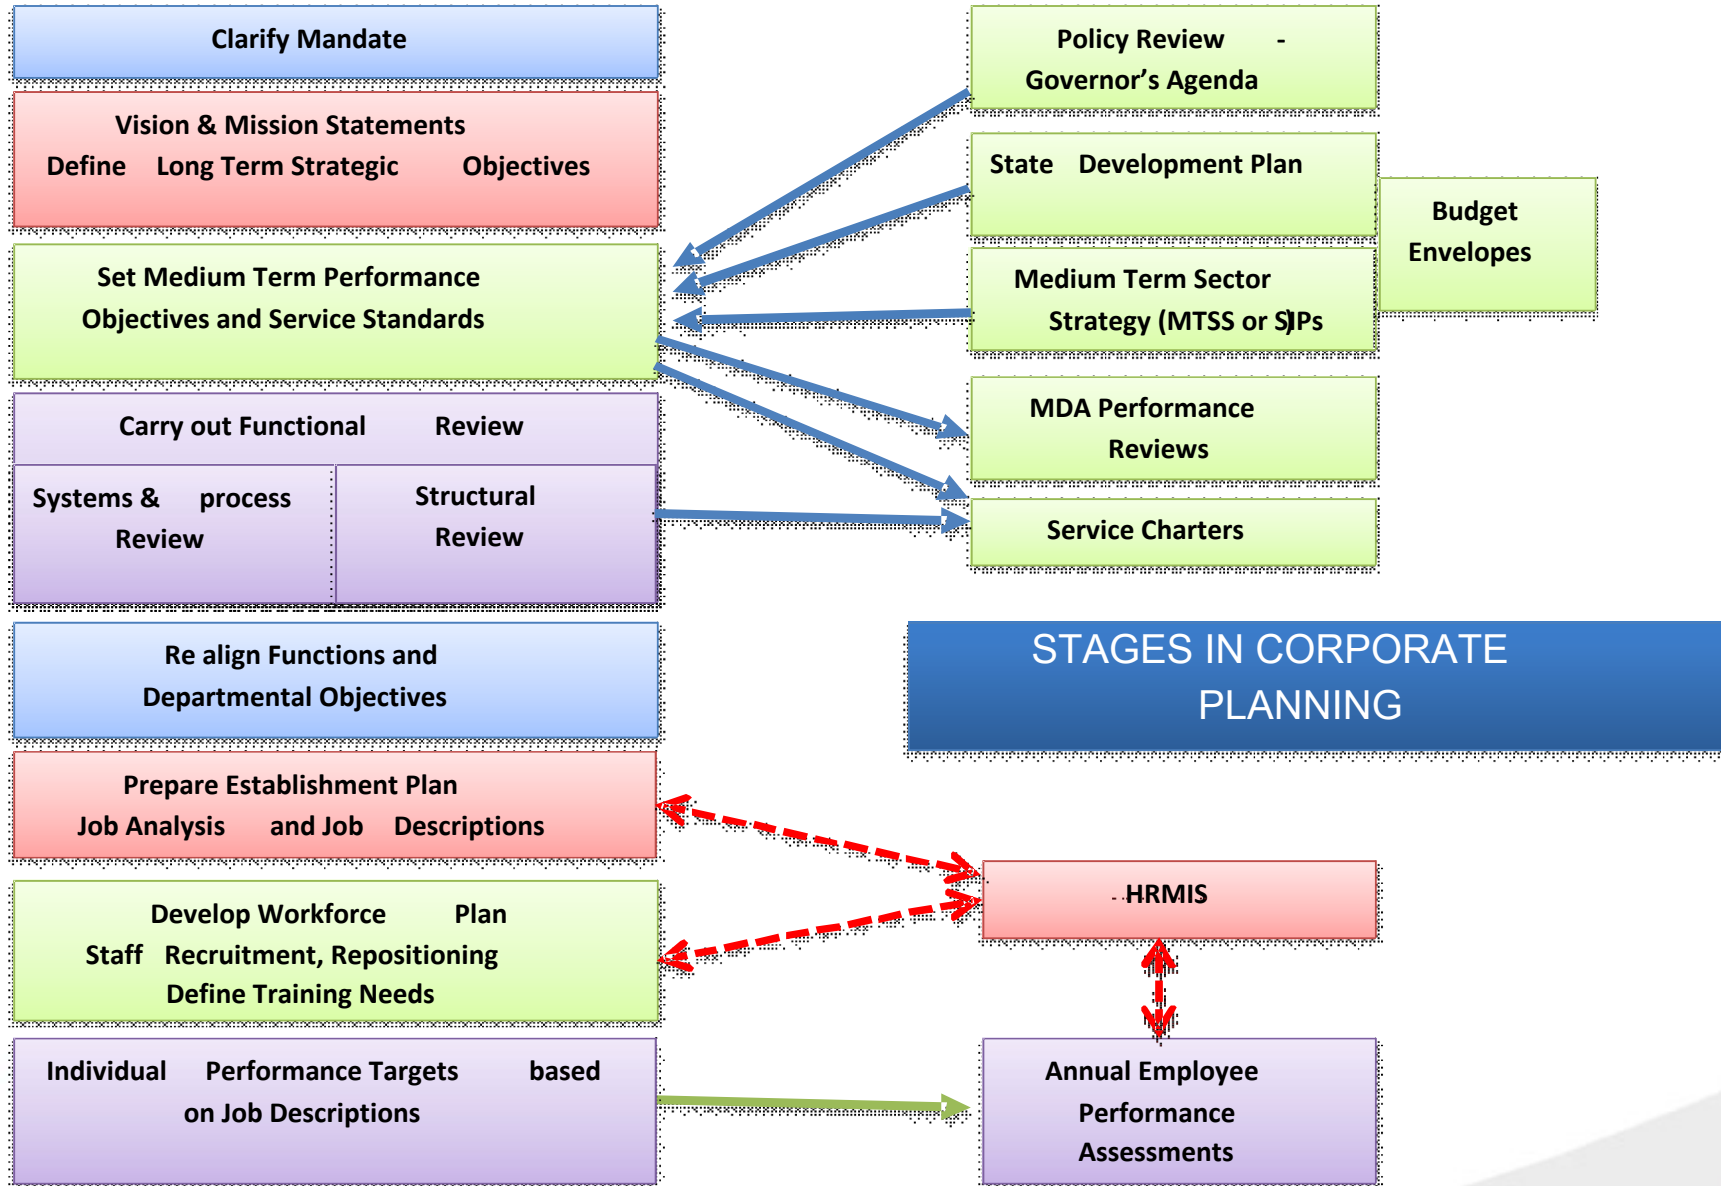 Clarify Mandate
Vision & Mission Statements
Define Long Term Strategic Objectives
Set Medium Term Performance
Objectives and Service Standards
Carry out Functional Review
Systems & process
Review
Structural
Review
Re align Functions and
Departmental Objectives
Prepare Establishment Plan
Job Analysis and Job Descriptions
Develop Workforce Plan
Staff Recruitment, Repositioning
Define Training Needs
Individual Performance Targets based
on Job Descriptions
Policy Review -
Governor’s Agenda
State Development Plan
Medium Term Sector
Strategy (MTSS or SIPs)
Budget
Envelopes
MDA Performance
Reviews
Service Charters
STAGES IN CORPORATE
PLANNING
HRMIS
Annual Employee
Performance
Assessments